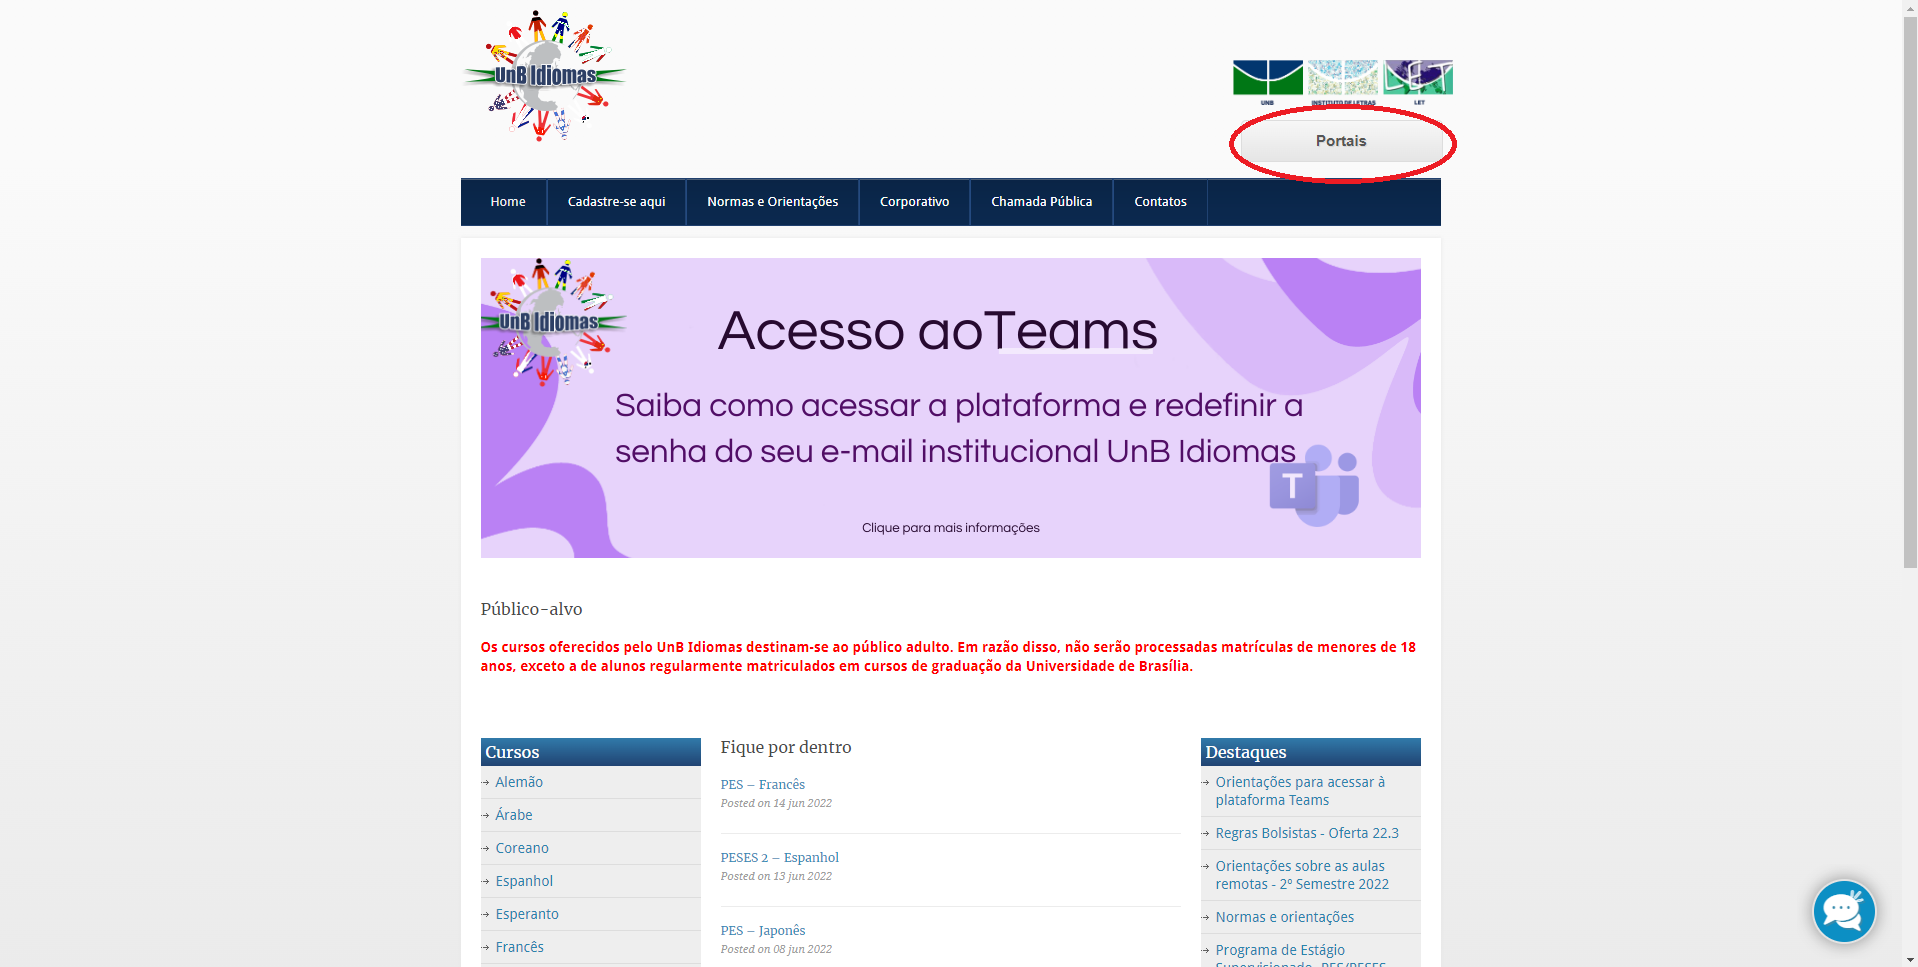 UnB Idiomas
UNB
INSTITUTO DE LETRAS
LET
LET
Portais
Home
Cadastre-se aqui
Normas e Orientações
Corporativo
Chamada Pública
Contatos
UnB Idiomas
Acesso aoTeams
Saiba como acessar a plataforma e redefinir a
senha do seu e-mail institucional UnB Idiomas
T
Clique para mais informações
Público-alvo
Os cursos oferecidos pelo UnB Idiomas destinam-se ao público adulto. Em razão disso, não serão processadas matrículas de menores de 18
anos, exceto a de alunos regularmente matriculados em cursos de graduação da Universidade de Brasília.
Cursos
Alemão
Árabe
Coreano
Espanhol
Esperanto
Francês
Fique por dentro
PES – Francês
Posted on 14 jun 2022
PESES 2 – Espanhol
Posted on 13 jun 2022
PES – Japonês
Posted on 08 jun 2022
Destaques
Orientações para acessar à
plataforma Teams
Regras Bolsistas - Oferta 22.3
Orientações sobre as aulas
remotas - 2º Semestre 2022
Normas e orientações
Programa de Estágio
Supervisionado- PES/PESES